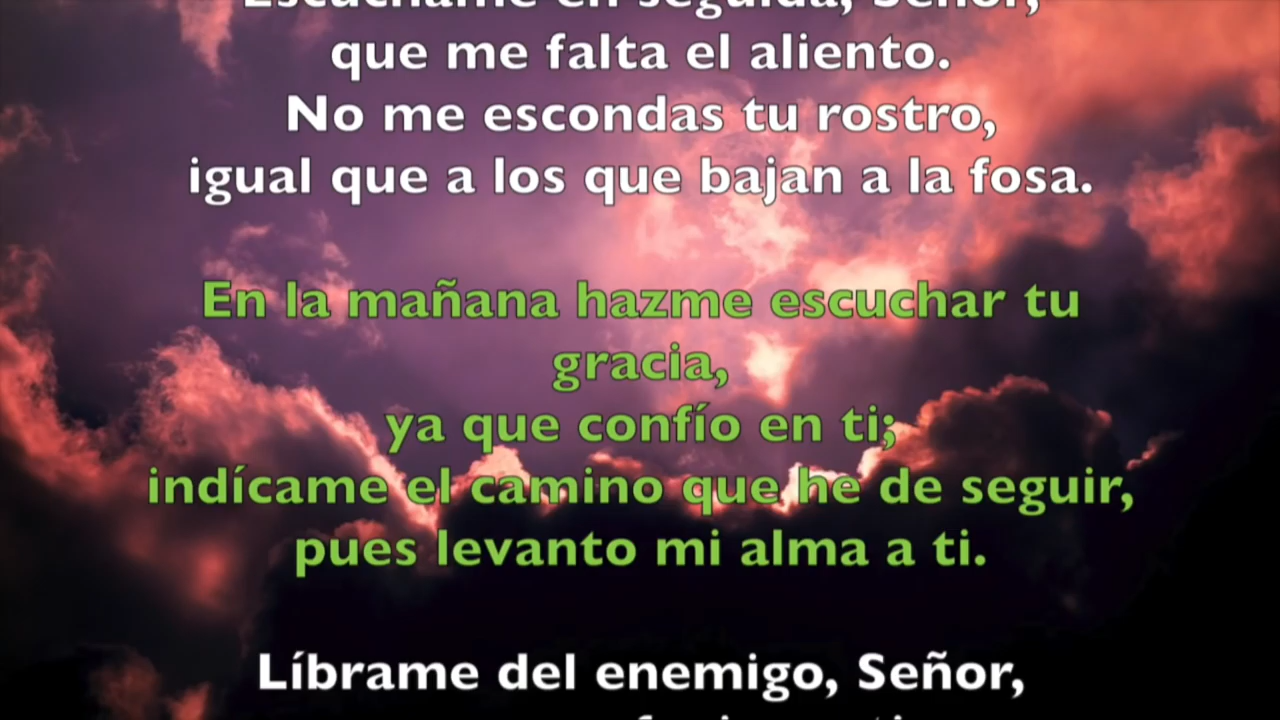 Escúchame en seguida, Señor,
que me falta el aliento.
No me escondas tu rostro,
igual que a los que bajan a la fosa.
En la mañana hazme escuchar tu
gracia,
ya que confío en ti;
indícame el camino que he de seguir,
pues levanto mi alma a ti.
Líbrame del enemigo, Señor,